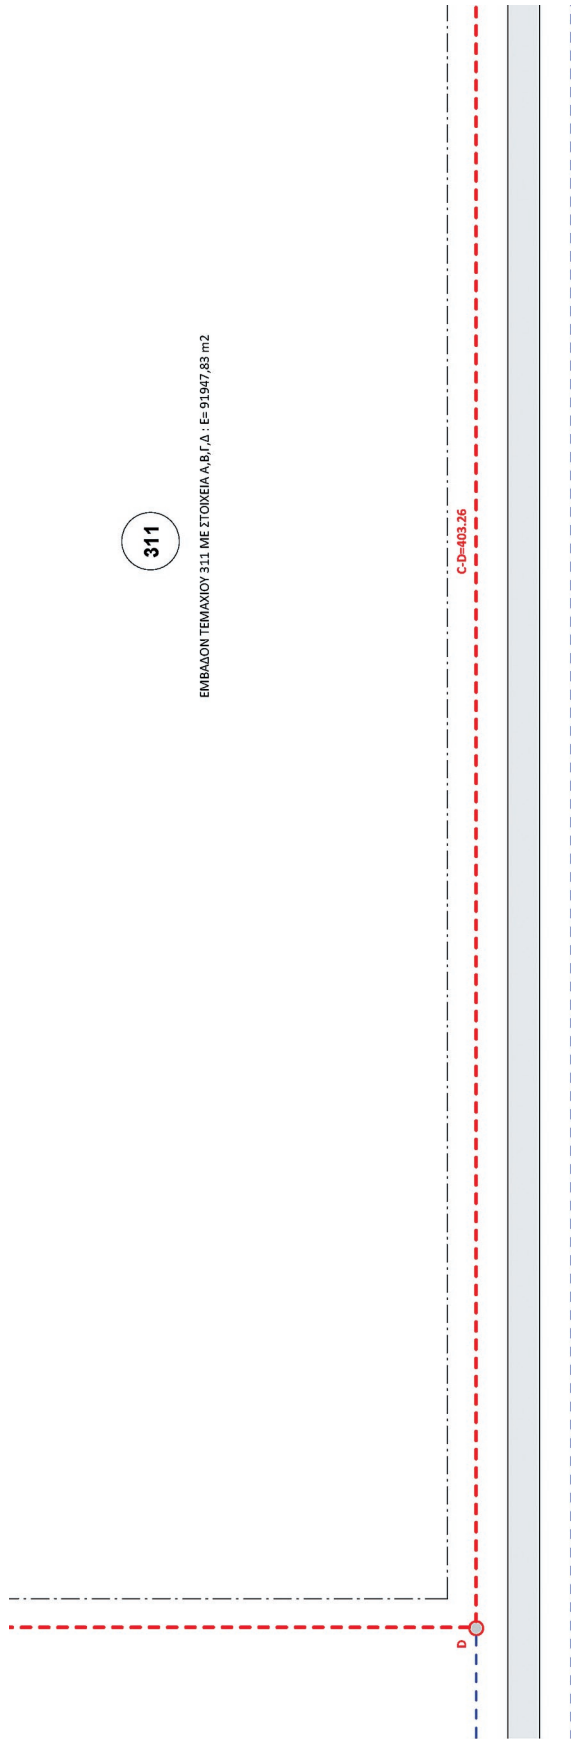 311
ΕΜΒΑΔΟΝ ΤΕΜΑΧΙΟΥ 311 ΜΕ ΣΤΟΙΧΕΙΑ Α,Β,Γ,Δ : Ε= 91947,83 m2
C-D=403.26
D